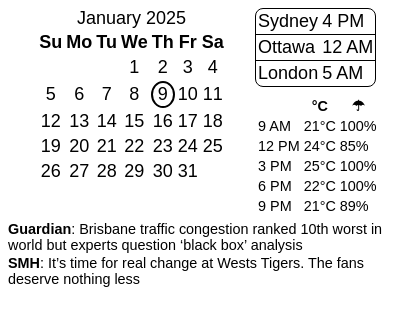 January 2025
Su Mo Tu We Th Fr Sa
1 2 3 4
5 6 7 8 9 10 11
12 13 14 15 16 17 18
19 20 21 22 23 24 25
26 27 28 29 30 31
Sydney 4 PM
Ottawa 12 AM
London 5 AM
°C ☂
9 AM 21°C 100%
12 PM 24°C 85%
3 PM 25°C 100%
6 PM 22°C 100%
9 PM 21°C 89%
Guardian: Brisbane traffic congestion ranked 10th worst in
world but experts question ‘black box’ analysis
SMH: It’s time for real change at Wests Tigers. The fans
deserve nothing less